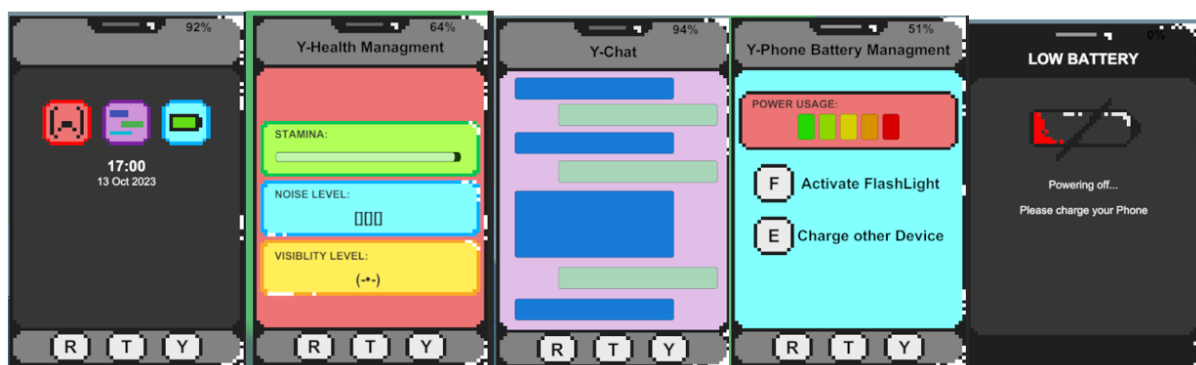 92%
17:00
13 Oct 2023
R T Y
64%
Y-Health Managment
STAMINA:
NOISE LEVEL:
▯▯▯
VISIBLITY LEVEL:
(-•-)
R T Y
94%
Y-Chat
R T Y
51%
Y-Phone Battery Managment
POWER USAGE:
F Activate FlashLight
E Charge other Device
R T Y
0%
LOW BATTERY
Powering off...
Please charge your Phone